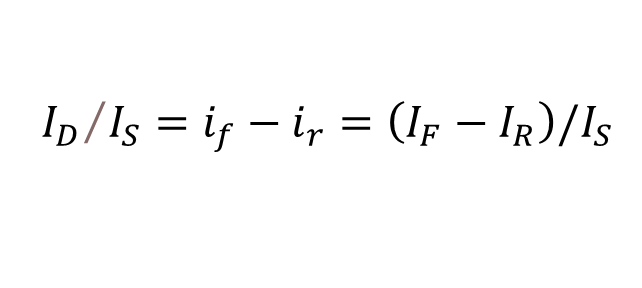 I_D/I_S = i_f − i_r = (I_F − I_R)/I_S